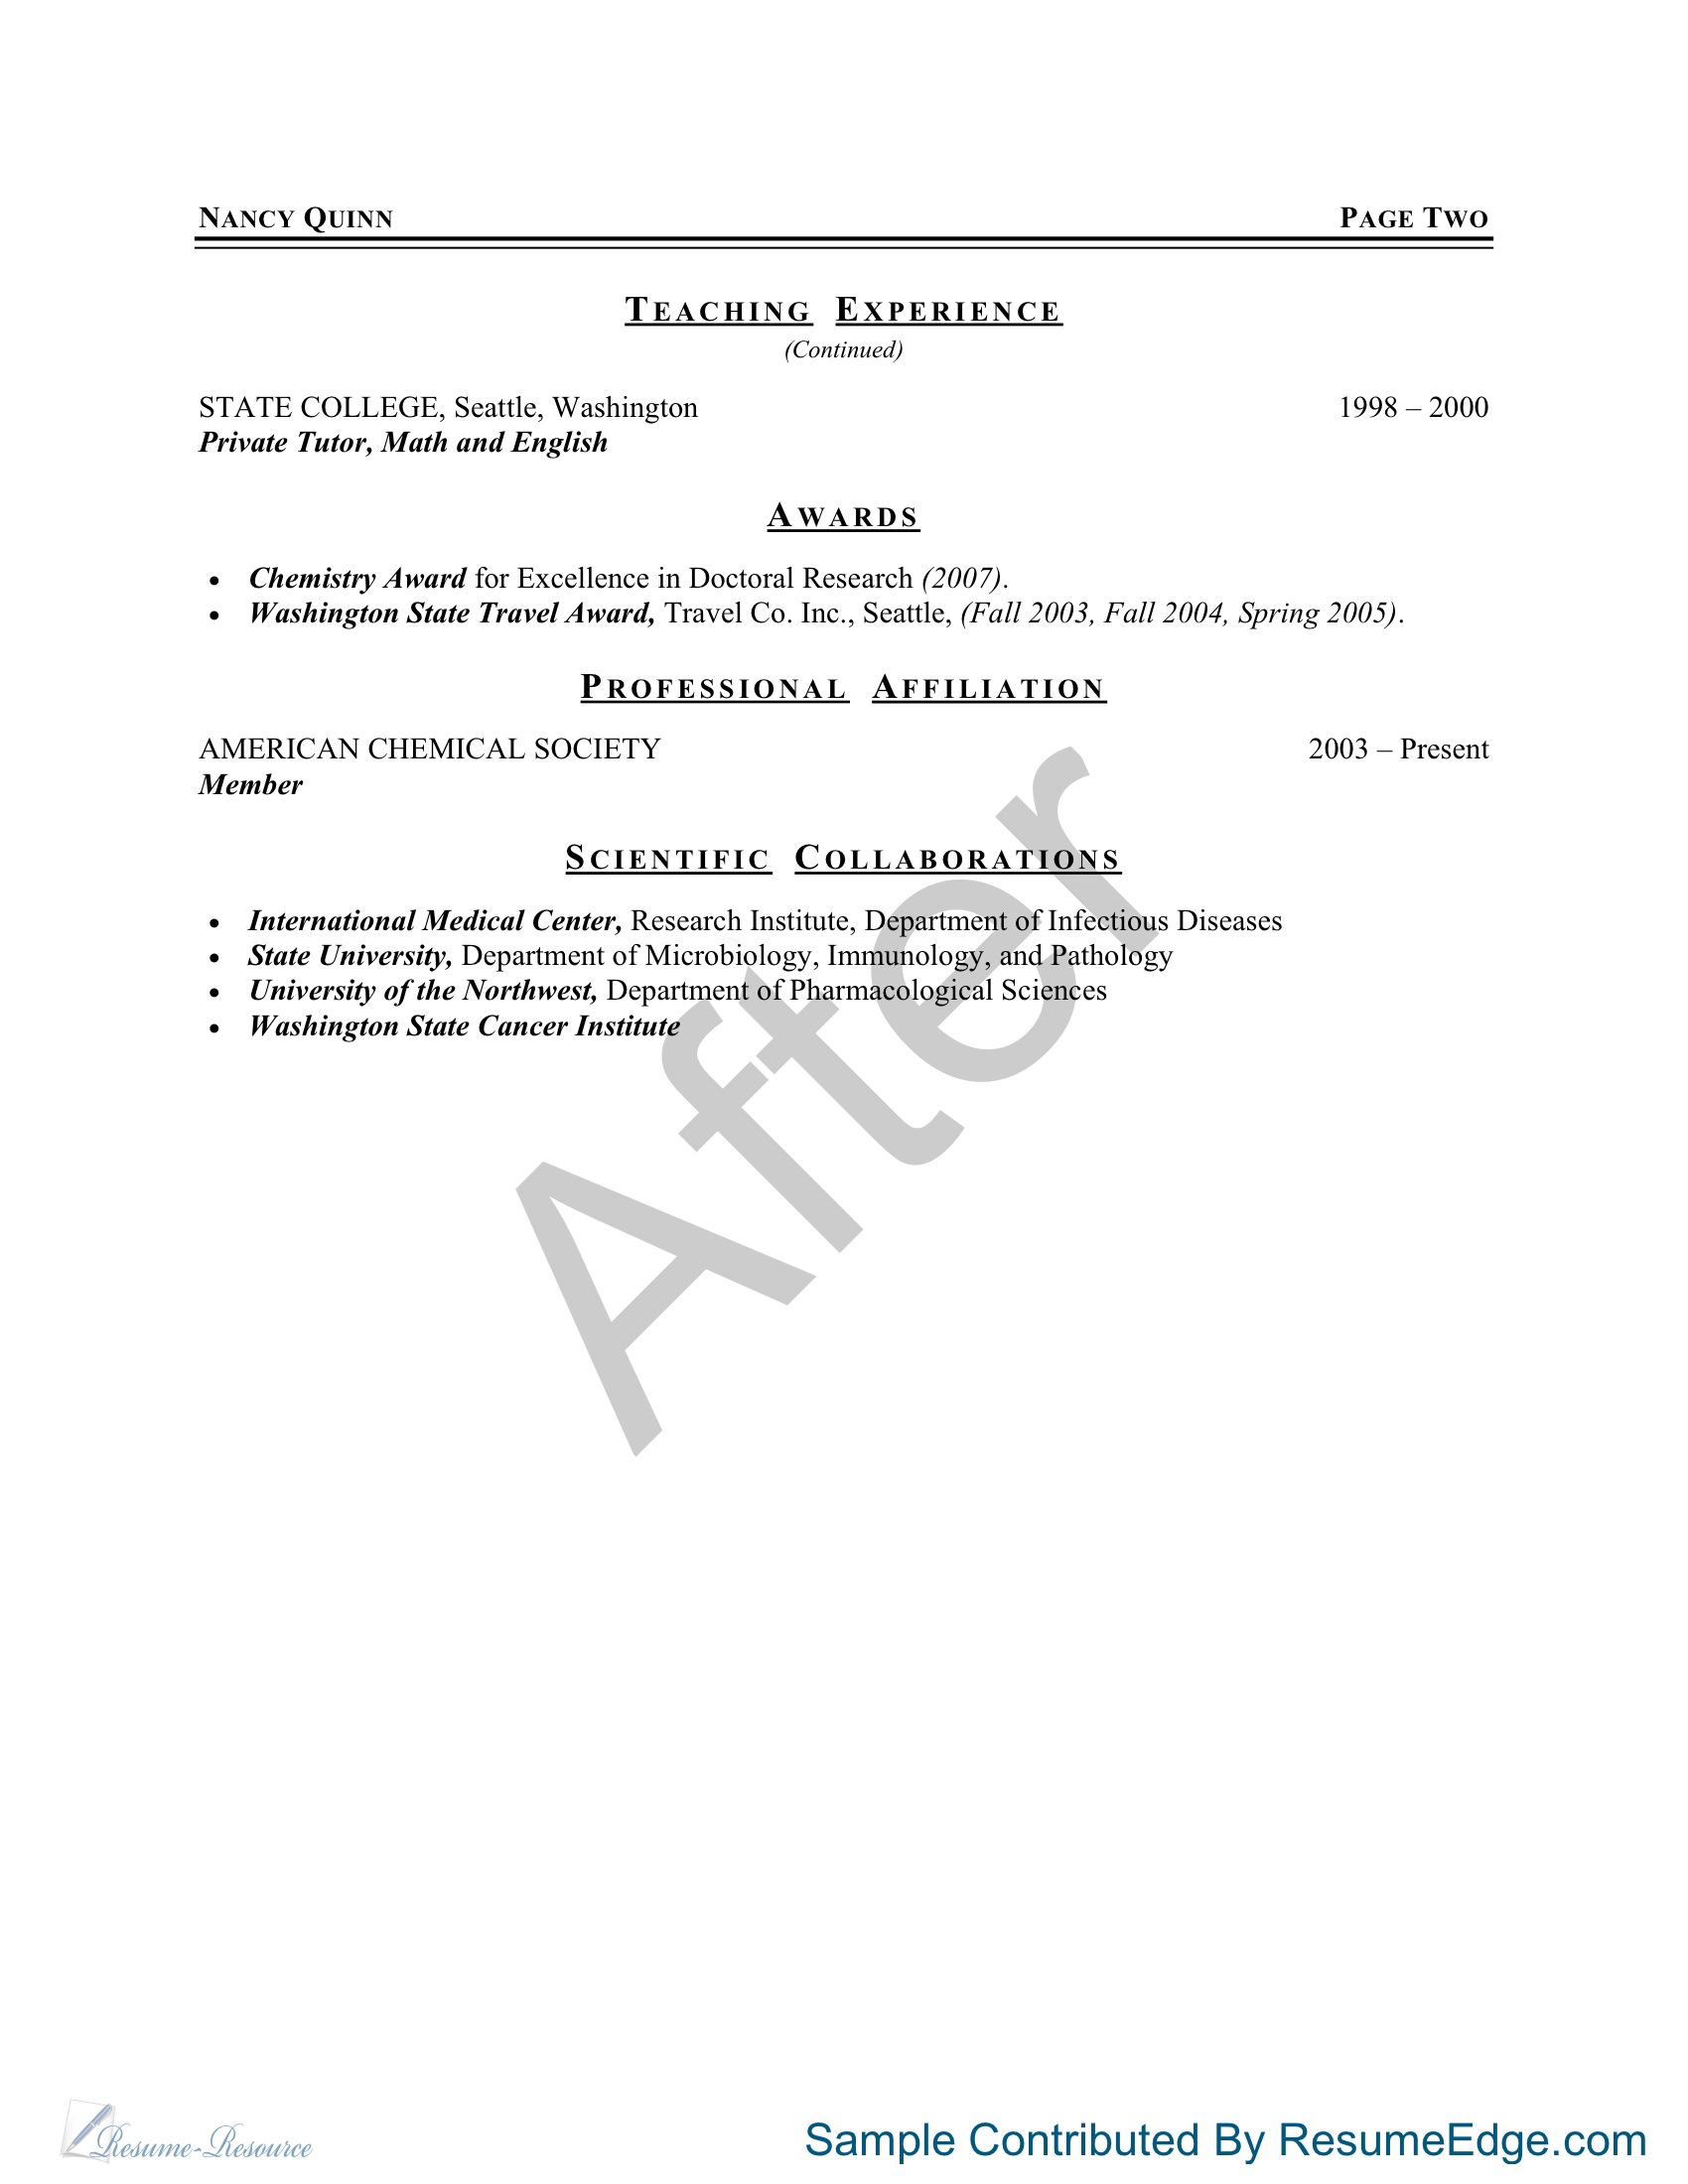 NANCY QUINN PAGE TWO
TEACHING EXPERIENCE
(Continued)
STATE COLLEGE, Seattle, Washington 1998 – 2000
Private Tutor, Math and English
AWARDS
• Chemistry Award for Excellence in Doctoral Research (2007).
• Washington State Travel Award, Travel Co. Inc., Seattle, (Fall 2003, Fall 2004, Spring 2005).
PROFESSIONAL AFFILIATION
AMERICAN CHEMICAL SOCIETY 2003 – Present
Member
SCIENTIFIC COLLABORATIONS
• International Medical Center, Research Institute, Department of Infectious Diseases
• State University, Department of Microbiology, Immunology, and Pathology
• University of the Northwest, Department of Pharmacological Sciences
• Washington State Cancer Institute
After
Resume-Resource
Sample Contributed By ResumeEdge.com